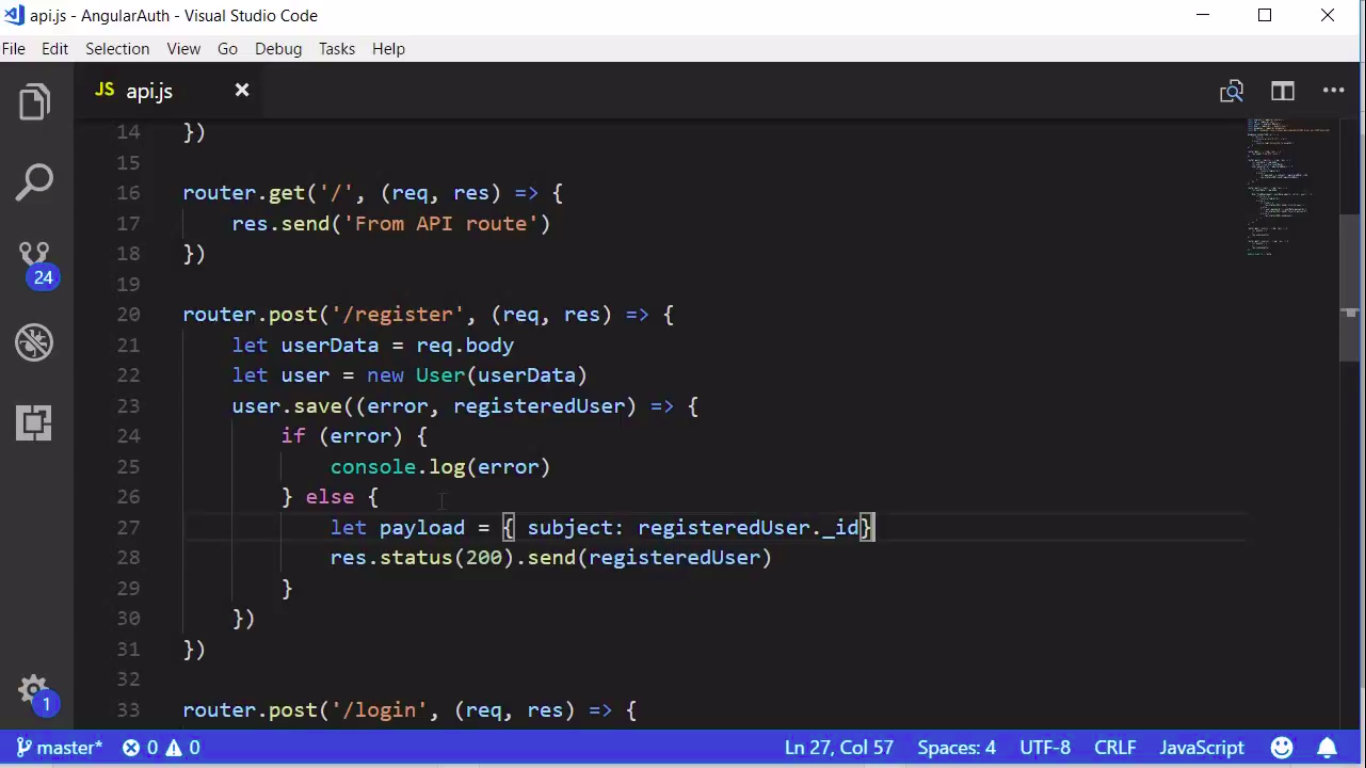 api.js - AngularAuth - Visual Studio Code
File Edit Selection View Go Debug Tasks Help
JS api.js
14 })
15
16 router.get('/', (req, res) => {
17 res.send('From API route')
18 })
19
20 router.post('/register', (req, res) => {
21 let userData = req.body
22 let user = new User(userData)
23 user.save((error, registeredUser) => {
24 if (error) {
25 console.log(error)
26 } else {
27 let payload = { subject: registeredUser._id}
28 res.status(200).send(registeredUser)
29 }
30 })
31 })
32
33 router.post('/login', (req, res) => {
24
1
master* 0 0 Ln 27, Col 57 Spaces: 4 UTF-8 CRLF JavaScript